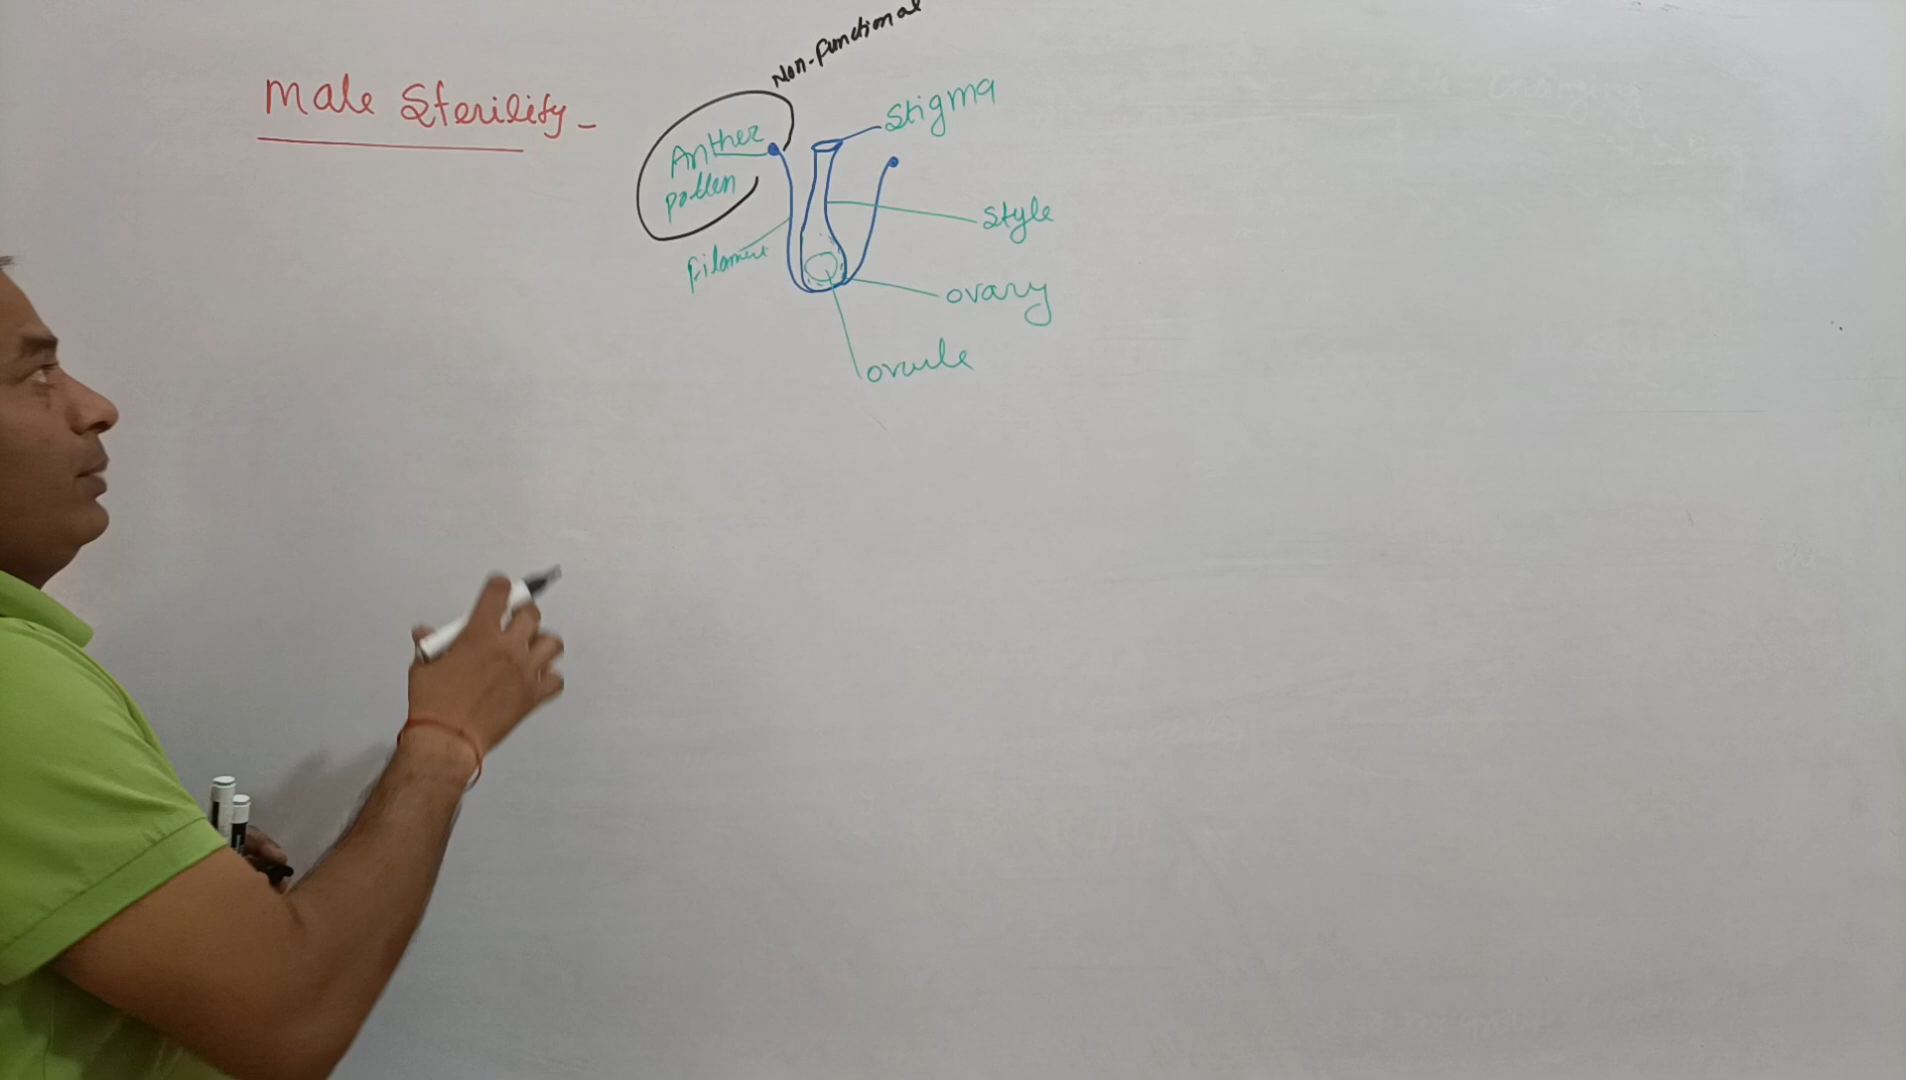 Male Sterility-
Non-functional
Stigma
Anther
pollen
Style
Filament
ovary
ovule